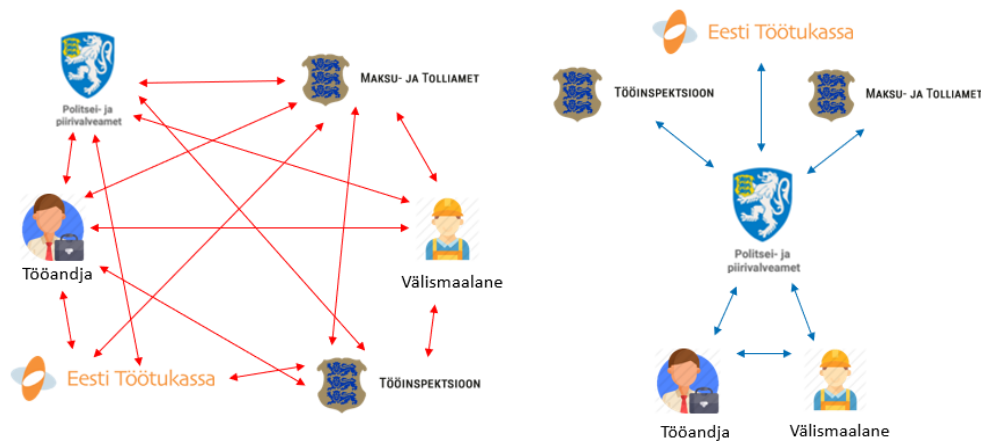 MAKSU- JA TOLLIAMET
Politsei- ja
piirivalveamet
Tööandja
Välismaalane
Eesti Töötukassa
TÖÖINSPEKTSIOON
Eesti Töötukassa
TÖÖINSPEKTSIOON
MAKSU- JA TOLLIAMET
Politsei- ja
piirivalveamet
Tööandja
Välismaalane